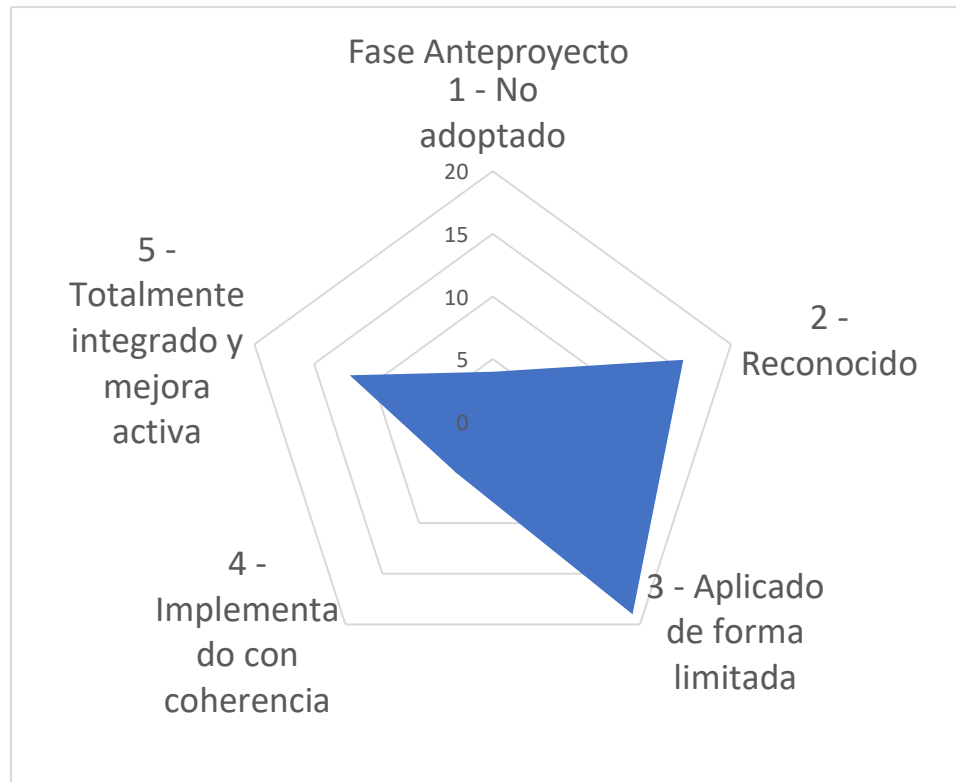 Fase Anteproyecto
1 - No
adoptado
20
15
10
5
0
2 -
Reconocido
3 - Aplicado
de forma
limitada
4 -
Implementa
do con
coherencia
5 -
Totalmente
integrado y
mejora
activa